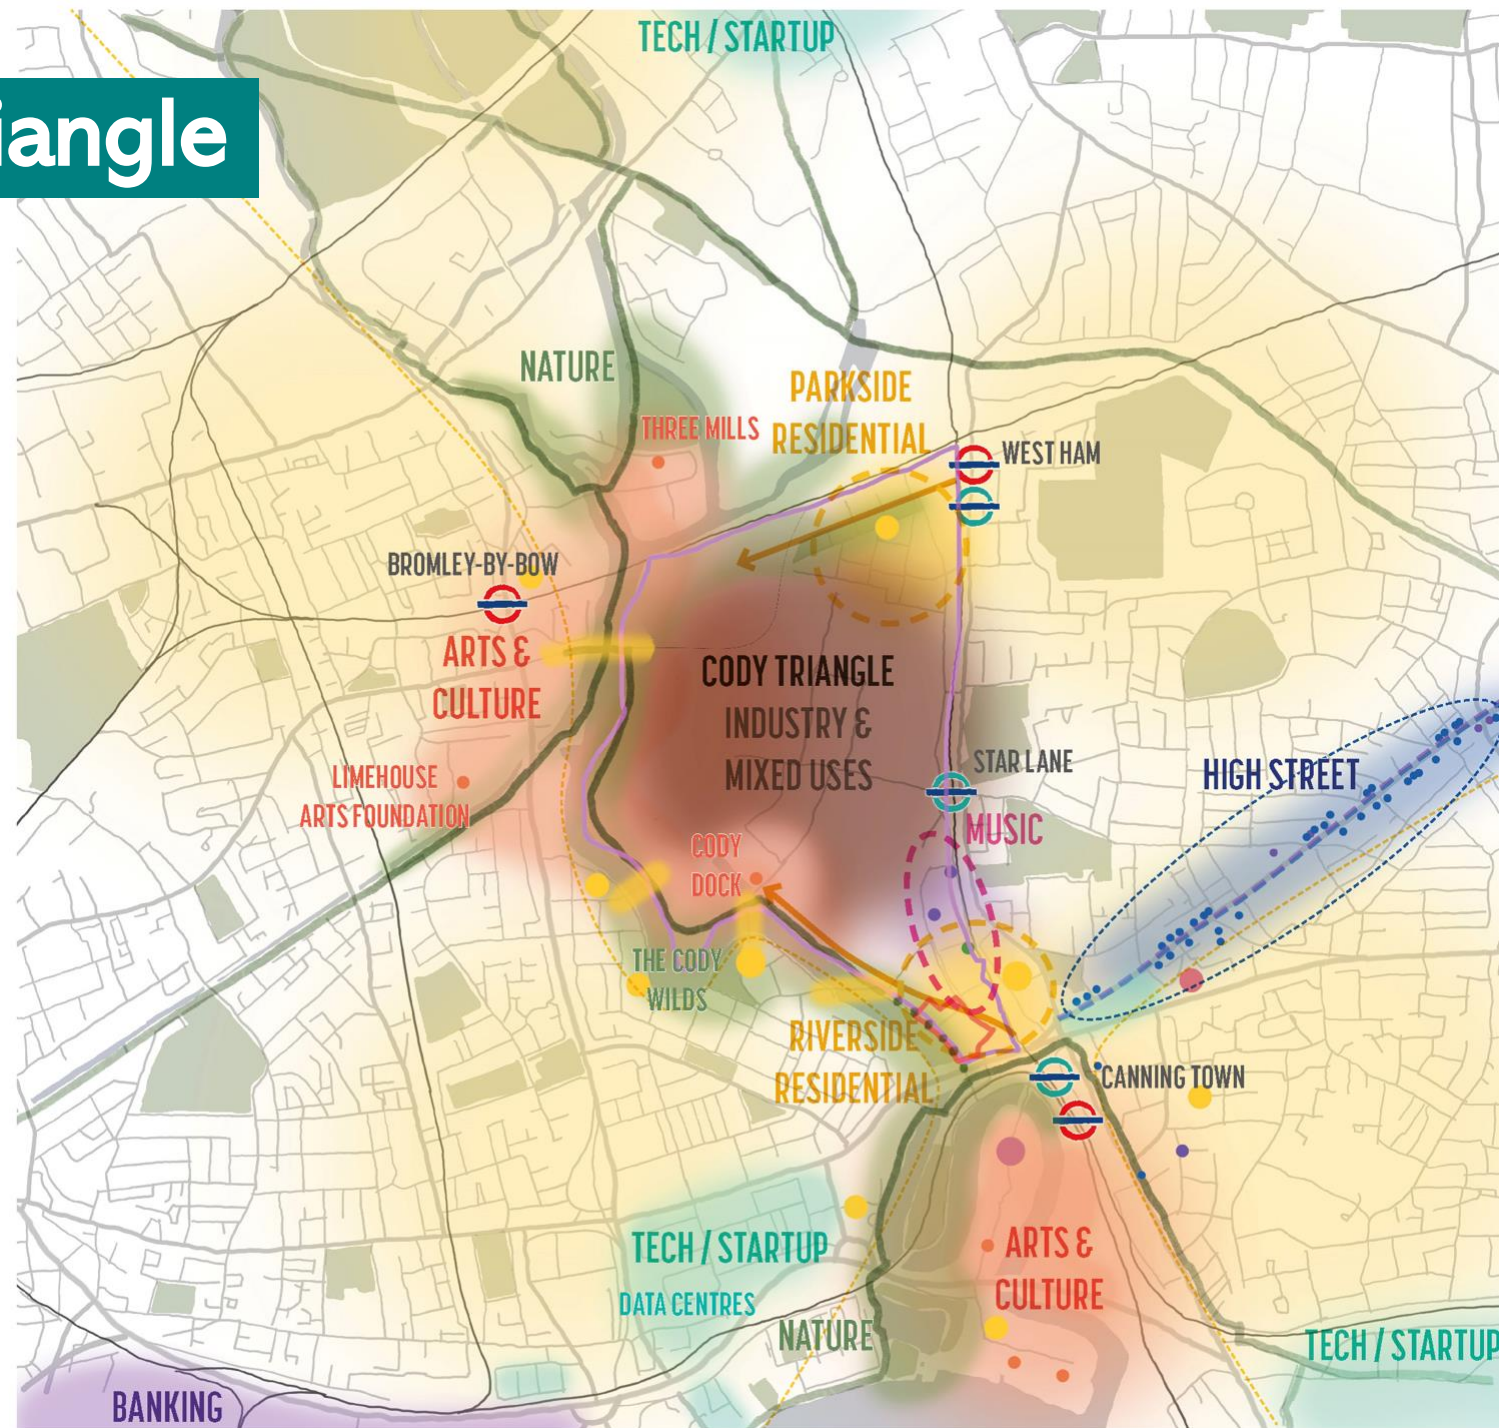 TECH / STARTUP
iangle
NATURE
PARKSIDE
RESIDENTIAL
THREE MILLS
WEST HAM
BROMLEY-BY-BOW
ARTS &
CULTURE
CODY TRIANGLE
INDUSTRY &
MIXED USES
STAR LANE
HIGH STREET
LIMEHOUSE
ARTS FOUNDATION
MUSIC
CODY
DOCK
THE CODY
WILDS
RIVERSIDE
RESIDENTIAL
CANNING TOWN
TECH / STARTUP
DATA CENTRES
ARTS &
CULTURE
NATURE
TECH / STARTUP
BANKING